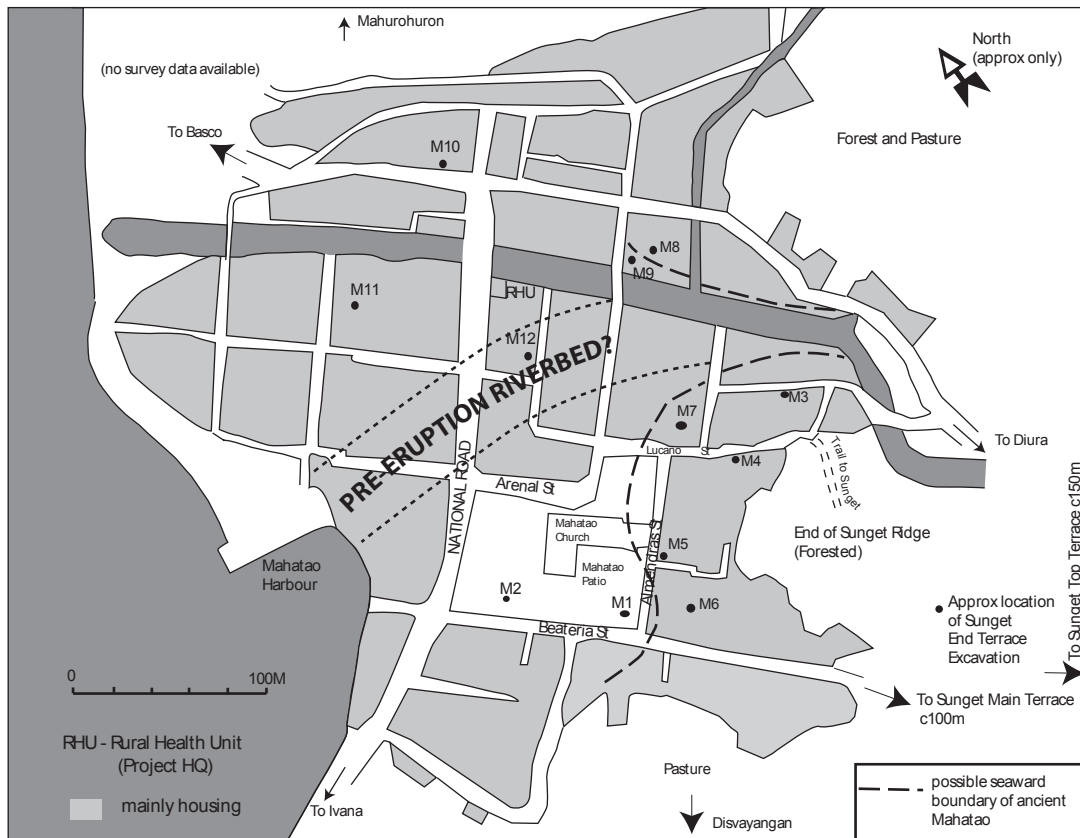 Mahurohuron
(no survey data available)
North
(approx only)
To Basco
M10
Forest and Pasture
M8
M9
M11
RHU
M12
PRE-ERUPTION RIVERBED?
M3
M7
To Diura
Lucano St
M4
Trail to Sunget
Arenal St
NATIONAL ROAD
Mahatao
Church
End of Sunget Ridge
(Forested)
Mahatao
Harbour
Almendras S
M5
Mahatao
Patio
M2
M1
M6
Beateria St
Approx location
of Sunget
End Terrace
Excavation
To Sunget Top Terrace c150m
0 100M
To Sunget Main Terrace
c100m
RHU - Rural Health Unit
(Project HQ)
mainly housing
To Ivana
Pasture
Disvayangan
possible seaward
boundary of ancient
Mahatao